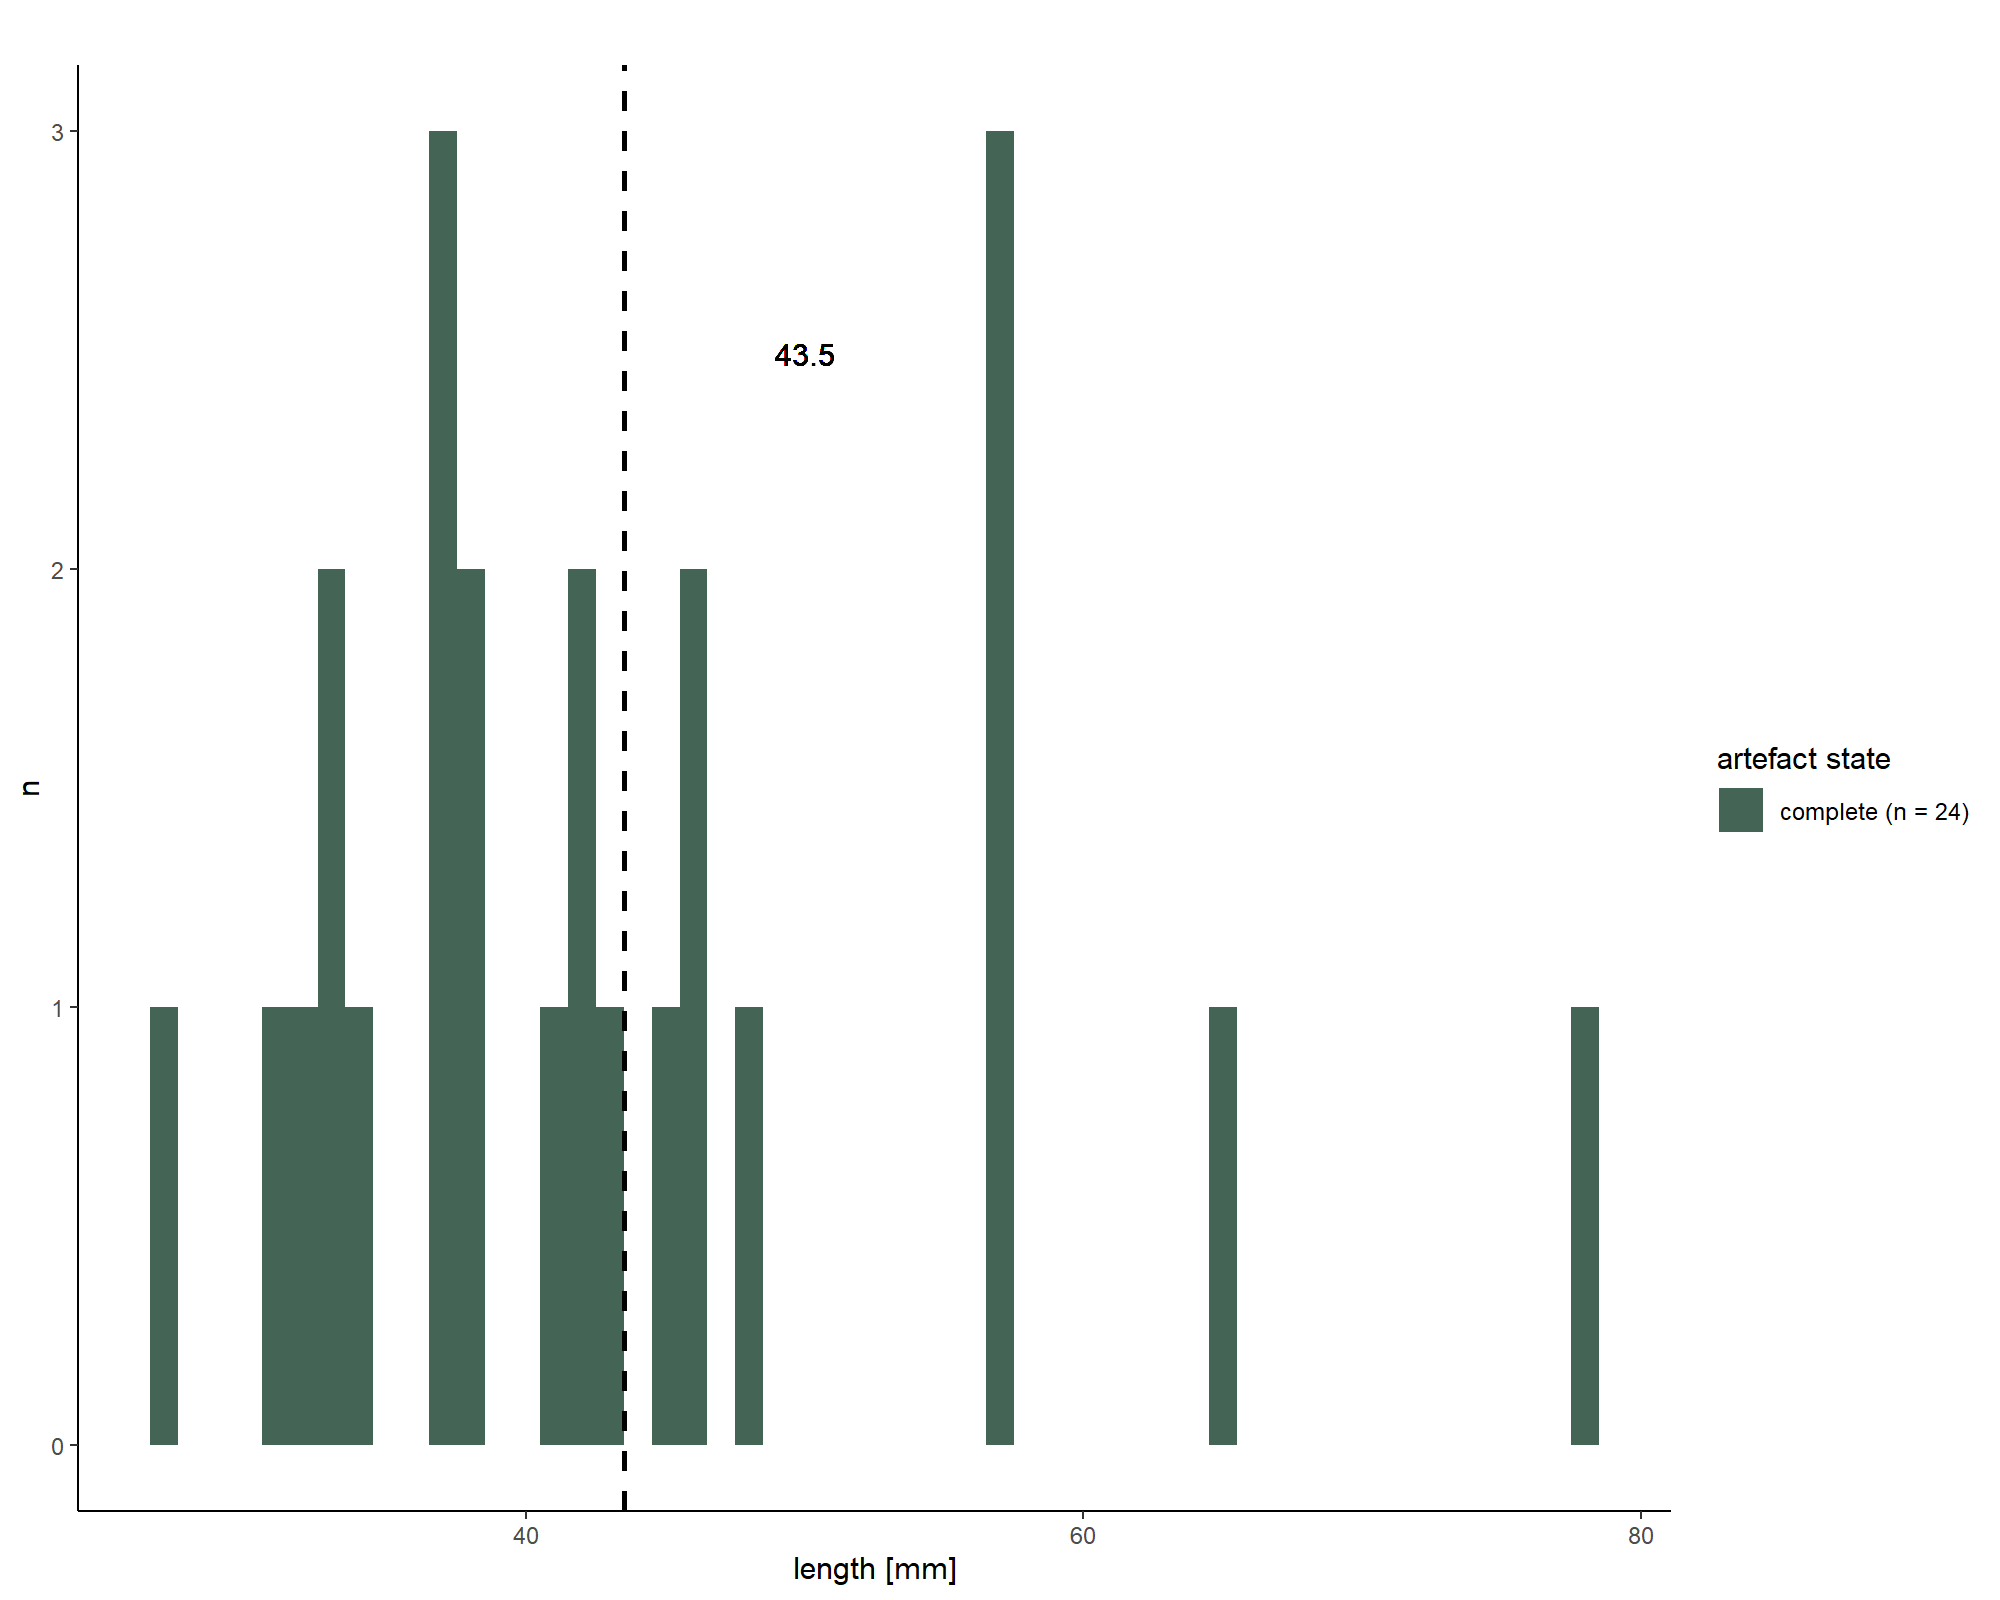 3
2
1
0
n
43.5
40
60
80
length [mm]
artefact state
complete (n = 24)